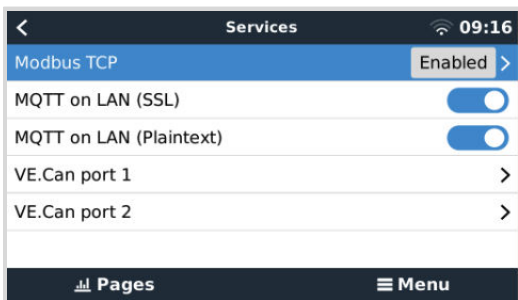 Services
09:16
Modbus TCP Enabled
MQTT on LAN (SSL)
MQTT on LAN (Plaintext)
VE.Can port 1
VE.Can port 2
Pages
Menu